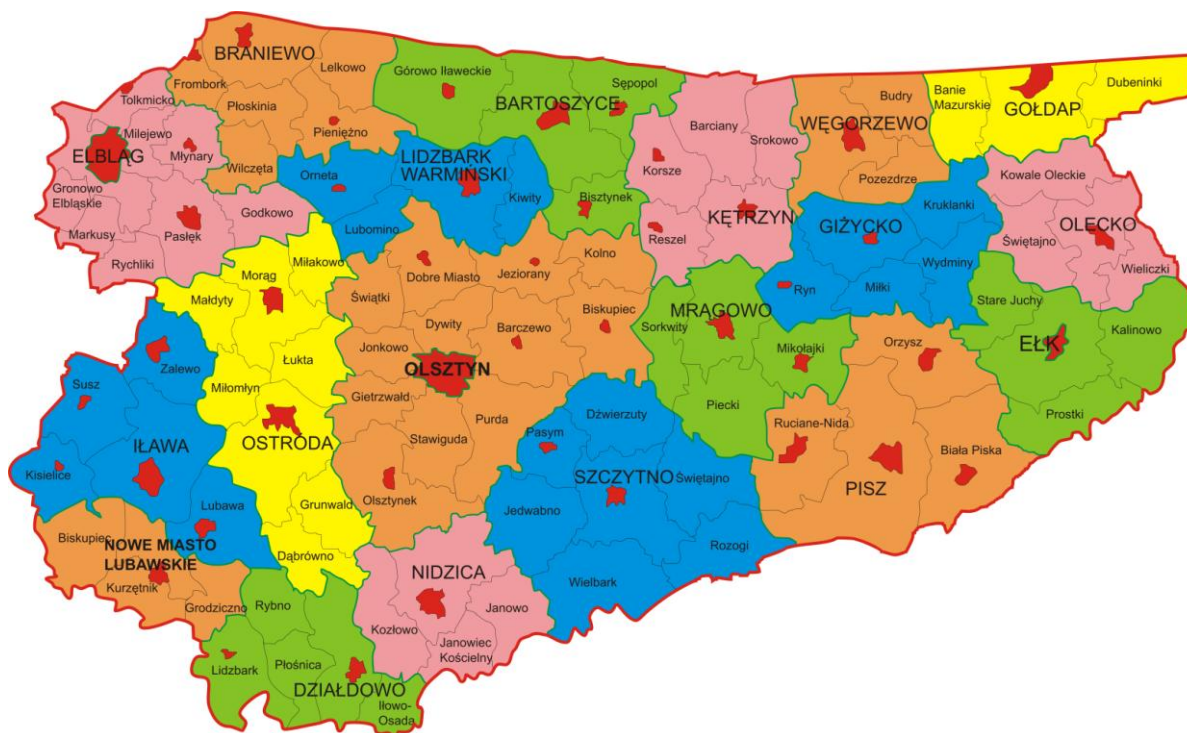 BRANIEWO
Frombork
Lelkowo
Płoskinia
Pieniężno
Wilczęta
Górowo Iławeckie
Sępopol
BARTOSZYCE
Bisztynek
Barciany
Srokowo
Korsze
KĘTRZYN
Reszel
Budry
WĘGORZEWO
Pozezdrze
Banie
Mazurskie
GOŁDAP
Dubeninki
Tolkmicko
Milejewo
ELBLĄG
Młynary
Gronowo
Elbląskie
Godkowo
Markusy
Pasłęk
Rychliki
LIDZBARK
WARMIŃSKI
Orneta
Kiwity
Lubomino
Kruklanki
GIŻYCKO
Wydminy
Ryn
Miłki
Kowale Oleckie
OLECKO
Świętajno
Wieliczki
Miłakowo
Morąg
Małdyty
Łukta
Miłomłyn
OSTRÓDA
Grunwald
Dąbrówno
Dobre Miasto
Jeziorany
Kolno
Świątki
Dywity
Barczewo
Biskupiec
Jonkowo
OLSZTYN
Gietrzwałd
Purda
Stawiguda
Olsztynek
MRĄGOWO
Sorkwity
Mikołajki
Piecki
Stare Juchy
Kalinowo
EŁK
Prostki
Orzysz
Ruciane-Nida
Biała Piska
PISZ
Zalewo
Susz
IŁAWA
Kisielice
Lubawa
Dźwierzuty
Pasym
SZCZYTNO
Świętajno
Jedwabno
Rozogi
Wielbark
Biskupiec
NOWE MIASTO
LUBAWSKIE
Kurzętnik
Grodziczno
NIDZICA
Janowo
Kozłowo
Janowiec
Kościelny
Rybno
Lidzbark
Płośnica
DZIAŁDOWO
Iłowo-
Osada